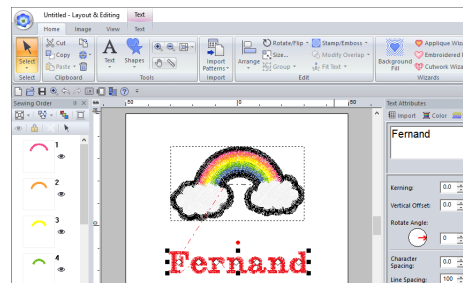 Untitled - Layout & Editing Text
Home Image View Text
Select
Cut
Copy
Paste
Text
Shapes
Import Patterns
Arrange
Rotate/Flip
Size...
Group
Stamp/Emboss
Modify Overlap
Fit Text
Background Fill
Applique Wiz
Embroidered
Cutwork Wiza
Select Clipboard Tools Import Edit Wizards
Sewing Order
50 0 50
Text Attributes
Import Color
Fernand
1
2
3
4
Kerning: 0.0
Vertical Offset: 0.0
Rotate Angle:
0
Character Spacing: 0.0
Line Spacing: 100
Fernand